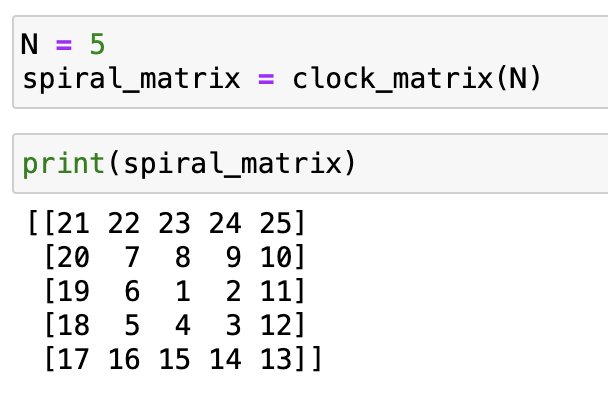 N = 5
spiral_matrix = clock_matrix(N)
print(spiral_matrix)
[[21 22 23 24 25]
 [20  7  8  9 10]
 [19  6  1  2 11]
 [18  5  4  3 12]
 [17 16 15 14 13]]